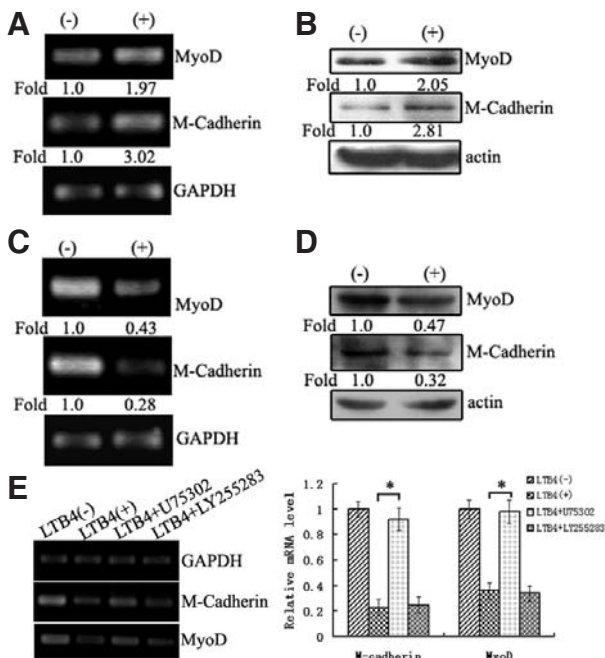 A
(-) (+)
MyoD
Fold 1.0 1.97
M-Cadherin
Fold 1.0 3.02
GAPDH
B
(-) (+)
MyoD
Fold 1.0 2.05
M-Cadherin
1.0 2.81
actin
C
(-) (+)
MyoD
Fold 1.0 0.43
M-Cadherin
Fold 1.0 0.28
GAPDH
D
(-) (+)
MyoD
Fold 1.0 0.47
M-Cadherin
Fold 1.0 0.32
actin
E
LTB4(-)
LTB4(+)
LTB4+U75302
LTB4+LY255283
GAPDH
M-Cadherin
MyoD
Relative mRNA level
1.2
1
0.8
0.6
0.4
0.2
0
*
*
LTB4(-)
LTB4(+)
LTB4+U75302
LTB4+LY255283
M-cadherin
MyoD